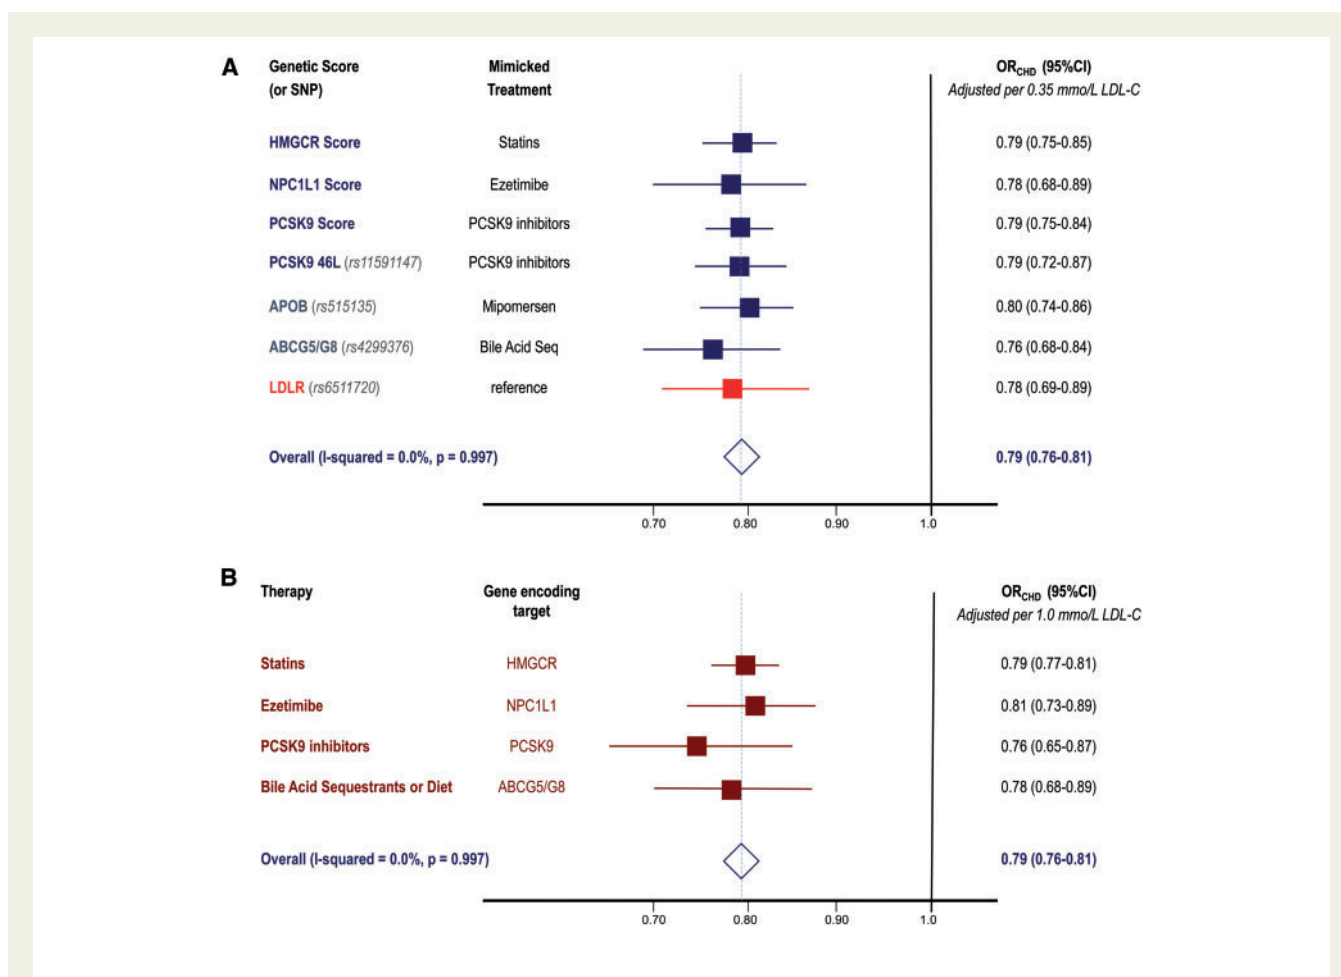 A
Genetic Score
(or SNP)
Mimicked
Treatment
OR_CHD (95%CI)
Adjusted per 0.35 mmo/L LDL-C
HMGCR Score Statins 0.79 (0.75-0.85)
NPC1L1 Score Ezetimibe 0.78 (0.68-0.89)
PCSK9 Score PCSK9 inhibitors 0.79 (0.75-0.84)
PCSK9 46L (rs11591147) PCSK9 inhibitors 0.79 (0.72-0.87)
APOB (rs515135) Mipomersen 0.80 (0.74-0.86)
ABCG5/G8 (rs4299376) Bile Acid Seq 0.76 (0.68-0.84)
LDLR (rs6511720) reference 0.78 (0.69-0.89)
Overall (I-squared = 0.0%, p = 0.997) 0.79 (0.76-0.81)
0.70 0.80 0.90 1.0
B
Therapy
Gene encoding
target
OR_CHD (95%CI)
Adjusted per 1.0 mmo/L LDL-C
Statins HMGCR 0.79 (0.77-0.81)
Ezetimibe NPC1L1 0.81 (0.73-0.89)
PCSK9 inhibitors PCSK9 0.76 (0.65-0.87)
Bile Acid Sequestrants or Diet ABCG5/G8 0.78 (0.68-0.89)
Overall (I-squared = 0.0%, p = 0.997) 0.79 (0.76-0.81)
0.70 0.80 0.90 1.0